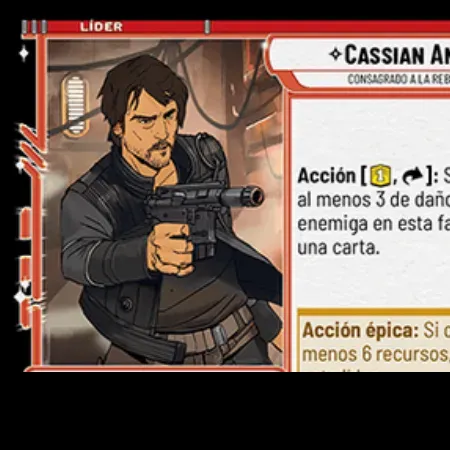 LÍDER
CASSIAN AN
CONSAGRADO A LA REB
Acción [1, ]: S
al menos 3 de daño
enemiga en esta fa
una carta.
Acción épica: Si c
menos 6 recursos,